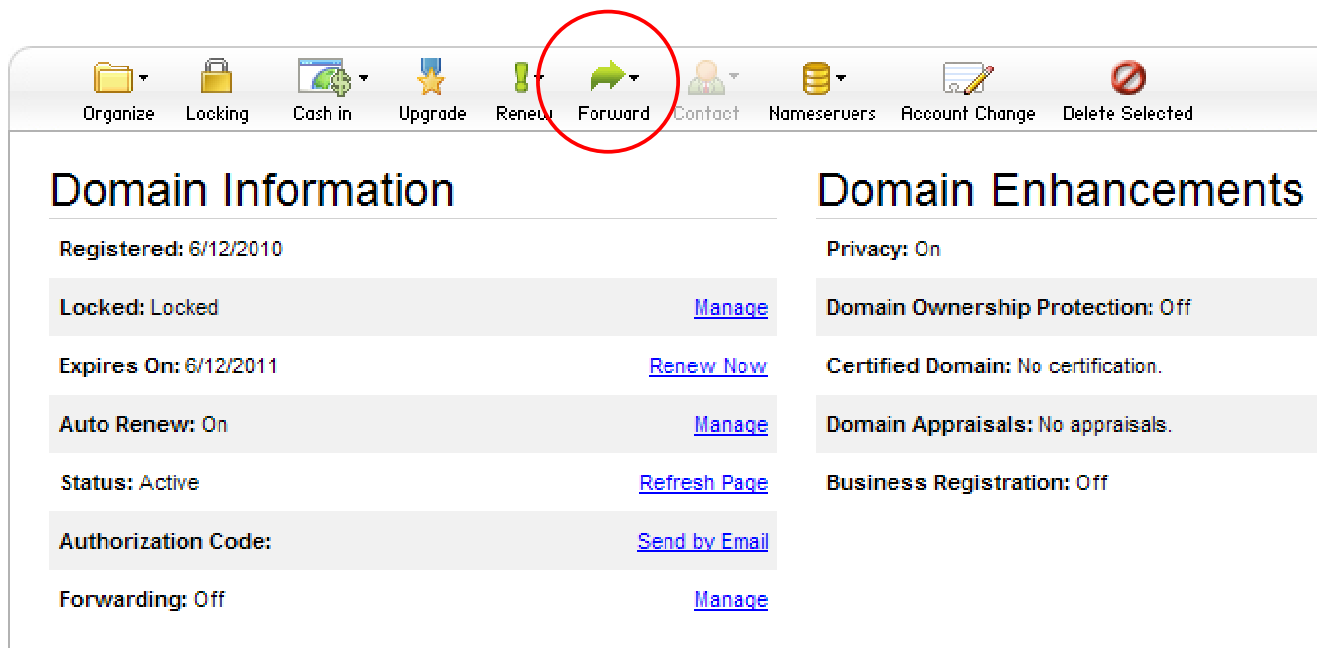 Organize Locking Cash in Upgrade Renew Forward Contact Nameservers Account Change Delete Selected
Domain Information
Registered: 6/12/2010
Locked: Locked Manage
Expires On: 6/12/2011 Renew Now
Auto Renew: On Manage
Status: Active Refresh Page
Authorization Code: Send by Email
Forwarding: Off Manage
Domain Enhancements
Privacy: On
Domain Ownership Protection: Off
Certified Domain: No certification.
Domain Appraisals: No appraisals.
Business Registration: Off